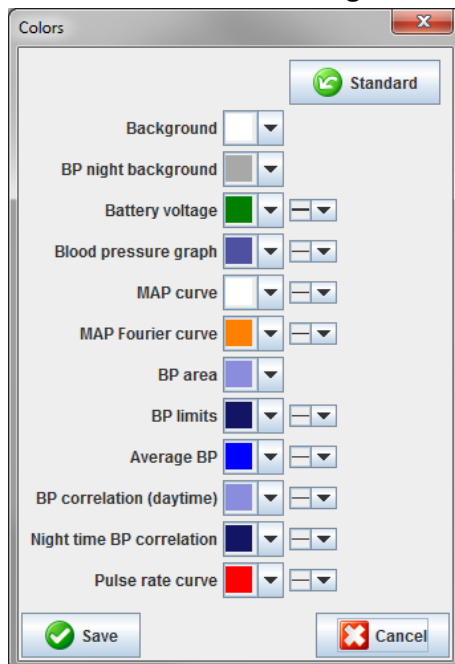 Colors
Standard
Background
BP night background
Battery voltage
Blood pressure graph
MAP curve
MAP Fourier curve
BP area
BP limits
Average BP
BP correlation (daytime)
Night time BP correlation
Pulse rate curve
Save Cancel